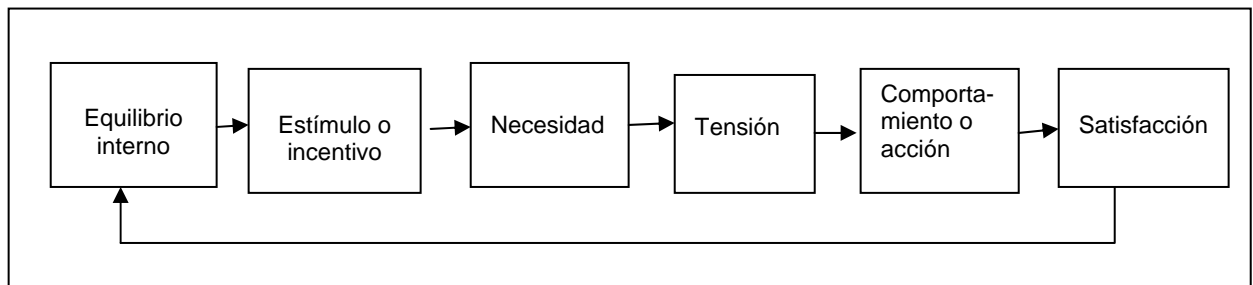 Equilibrio
interno
Estímulo o
incentivo
Necesidad
Tensión
Comporta-
miento o
acción
Satisfacción